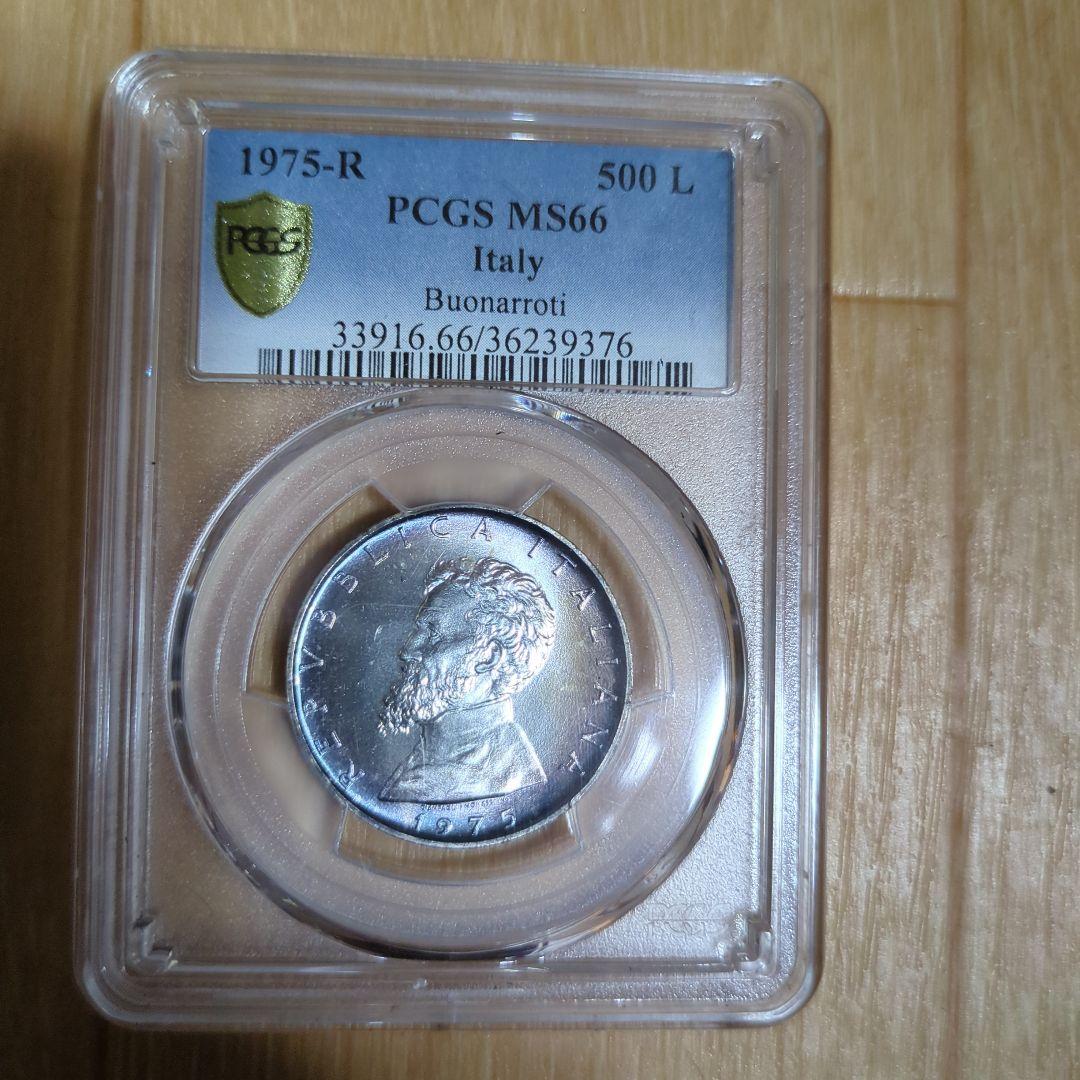 1975-R 500 L
PCGS MS66
PCGS
Italy
Buonarroti
33916.66/36239376
REPVBBLICA ITALIANA
1975